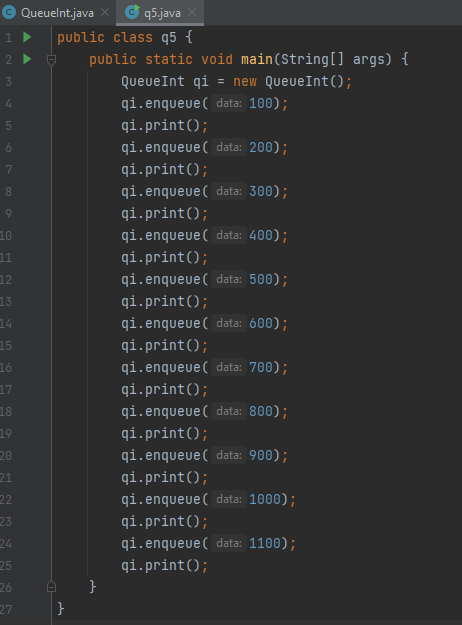 QueueInt.java × q5.java ×
1 public class q5 {
2 public static void main(String[] args) {
3 QueueInt qi = new QueueInt();
4 qi.enqueue( data: 100);
5 qi.print();
6 qi.enqueue( data: 200);
7 qi.print();
8 qi.enqueue( data: 300);
9 qi.print();
10 qi.enqueue( data: 400);
11 qi.print();
12 qi.enqueue( data: 500);
13 qi.print();
14 qi.enqueue( data: 600);
15 qi.print();
16 qi.enqueue( data: 700);
17 qi.print();
18 qi.enqueue( data: 800);
19 qi.print();
20 qi.enqueue( data: 900);
21 qi.print();
22 qi.enqueue( data: 1000);
23 qi.print();
24 qi.enqueue( data: 1100);
25 qi.print();
26 }
27 }